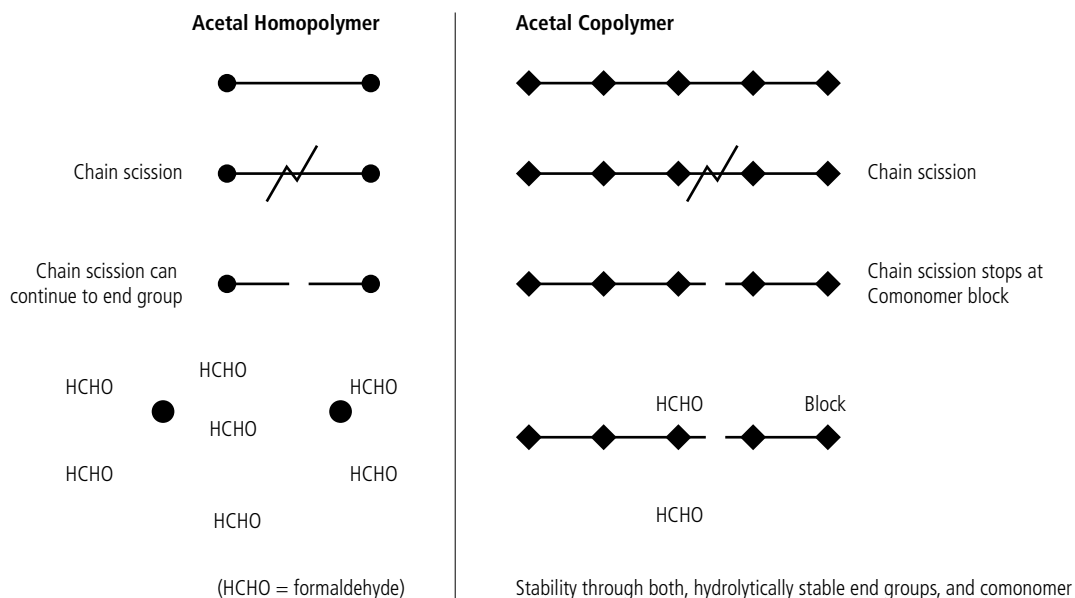 Acetal Homopolymer
Chain scission
Chain scission can
continue to end group
HCHO
HCHO
HCHO
HCHO
HCHO
HCHO
HCHO
(HCHO = formaldehyde)
Acetal Copolymer
Chain scission
Chain scission stops at
Comonomer block
HCHO
Block
HCHO
Stability through both, hydrolytically stable end groups, and comonomer